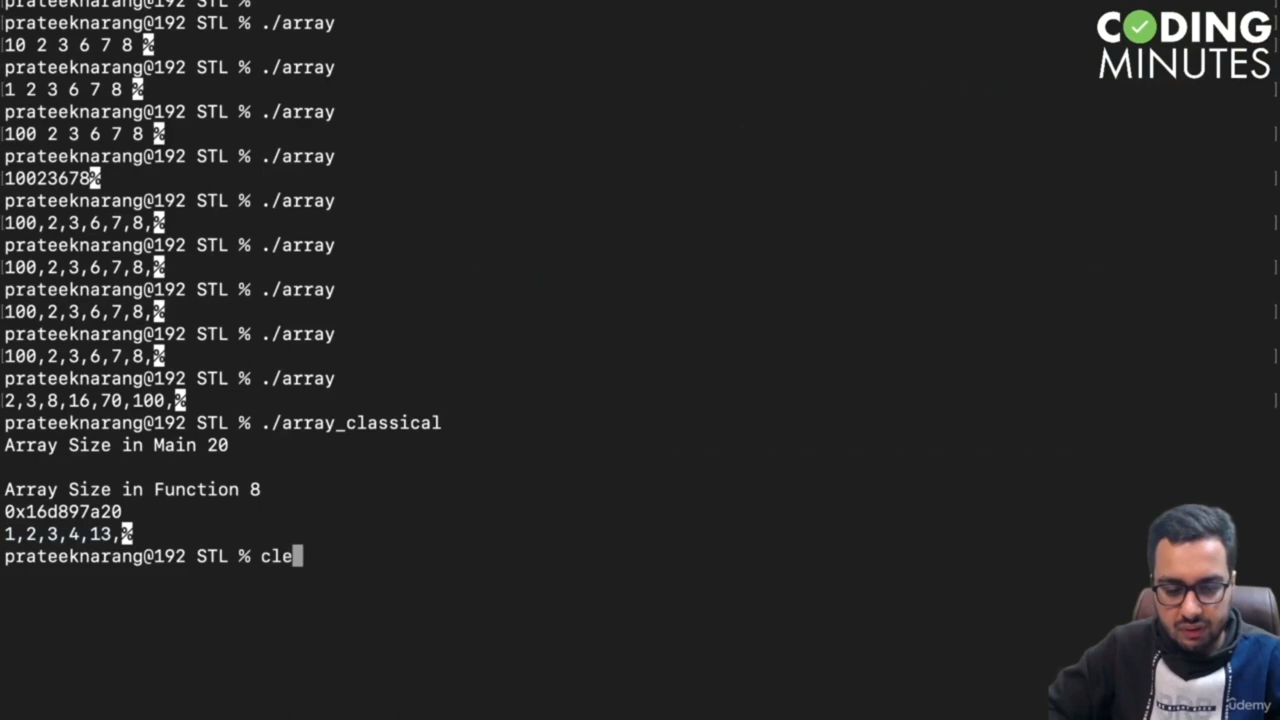 prateeknarang@192 STL %
prateeknarang@192 STL % ./array
10 2 3 6 7 8 %
prateeknarang@192 STL % ./array
1 2 3 6 7 8 %
prateeknarang@192 STL % ./array
100 2 3 6 7 8 %
prateeknarang@192 STL % ./array
10023678%
prateeknarang@192 STL % ./array
100,2,3,6,7,8,%
prateeknarang@192 STL % ./array
100,2,3,6,7,8,%
prateeknarang@192 STL % ./array
100,2,3,6,7,8,%
prateeknarang@192 STL % ./array
100,2,3,6,7,8,%
prateeknarang@192 STL % ./array
2,3,8,16,70,100,%
prateeknarang@192 STL % ./array_classical
Array Size in Main 20
Array Size in Function 8
0x16d897a20
1,2,3,4,13,%
prateeknarang@192 STL % cle
CODING
MINUTES
ûdemy